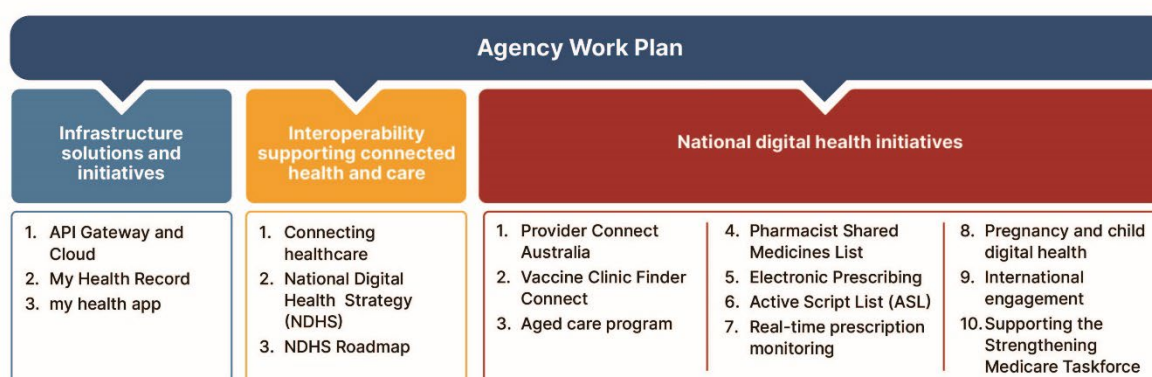 Agency Work Plan
Infrastructure
solutions and
initiatives
1. API Gateway and
Cloud
2. My Health Record
3. my health app
Interoperability
supporting connected
health and care
1. Connecting
healthcare
2. National Digital
Health Strategy
(NDHS)
3. NDHS Roadmap
National digital health initiatives
1. Provider Connect
Australia
2. Vaccine Clinic Finder
Connect
3. Aged care program
4. Pharmacist Shared
Medicines List
5. Electronic Prescribing
6. Active Script List (ASL)
7. Real-time prescription
monitoring
8. Pregnancy and child
digital health
9. International
engagement
10. Supporting the
Strengthening
Medicare Taskforce